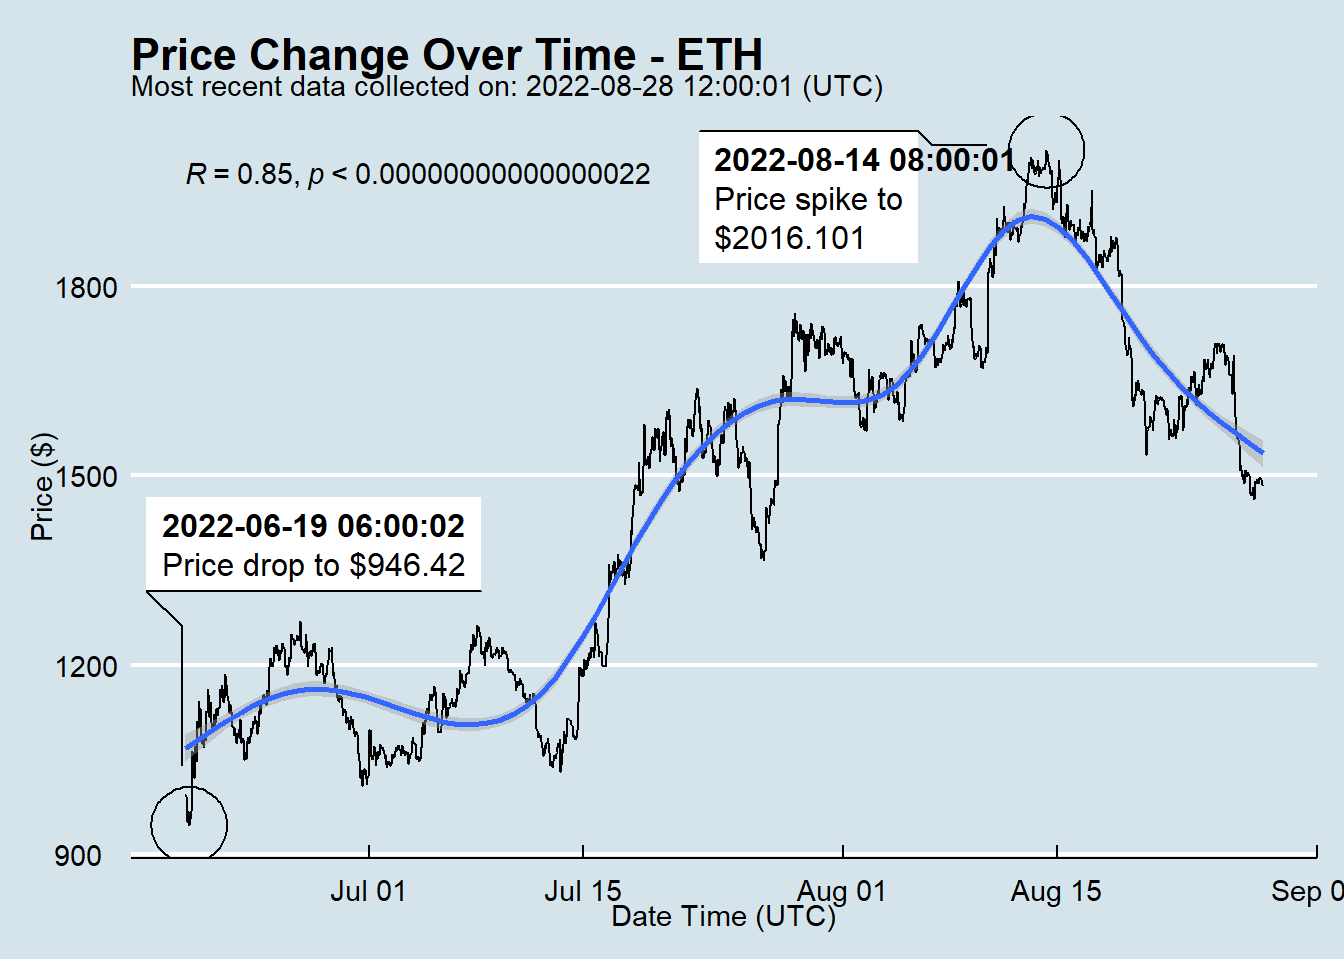 Price Change Over Time - ETH
Most recent data collected on: 2022-08-28 12:00:01 (UTC)
R = 0.85, p < 0.00000000000000022
2022-08-14 08:00:01
Price spike to
$2016.101
1800
1500
1200
900
Price ($)
2022-06-19 06:00:02
Price drop to $946.42
Jul 01
Jul 15
Aug 01
Aug 15
Sep 0
Date Time (UTC)